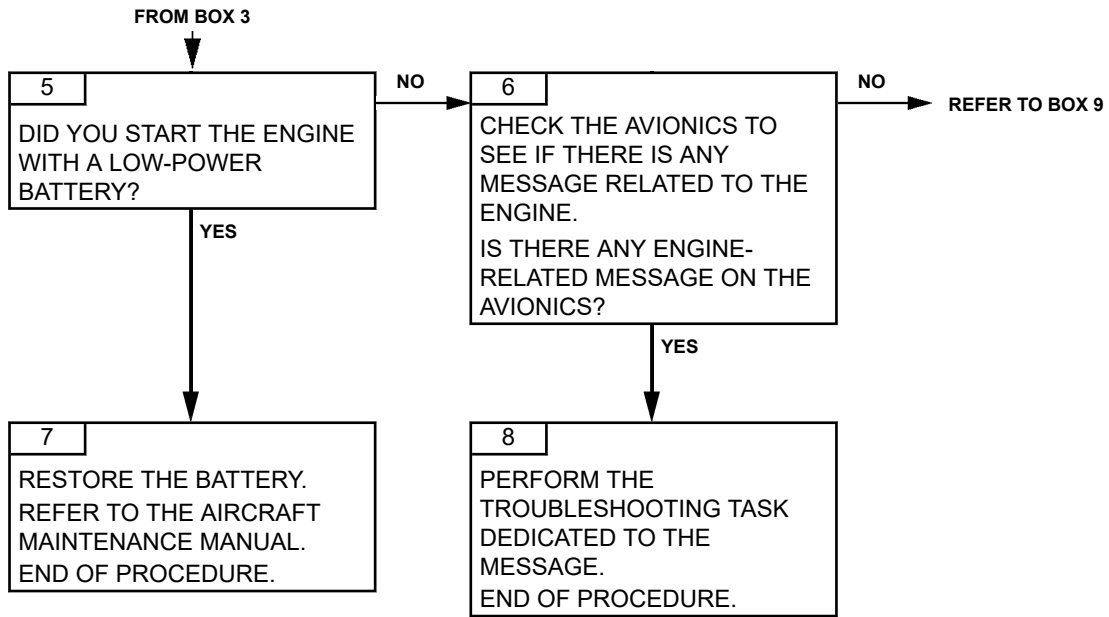 FROM BOX 3
5
DID YOU START THE ENGINE
WITH A LOW-POWER
BATTERY?
NO
6
CHECK THE AVIONICS TO
SEE IF THERE IS ANY
MESSAGE RELATED TO THE
ENGINE.
IS THERE ANY ENGINE-
RELATED MESSAGE ON THE
AVIONICS?
NO
REFER TO BOX 9
YES
YES
7
RESTORE THE BATTERY.
REFER TO THE AIRCRAFT
MAINTENANCE MANUAL.
END OF PROCEDURE.
8
PERFORM THE
TROUBLESHOOTING TASK
DEDICATED TO THE
MESSAGE.
END OF PROCEDURE.